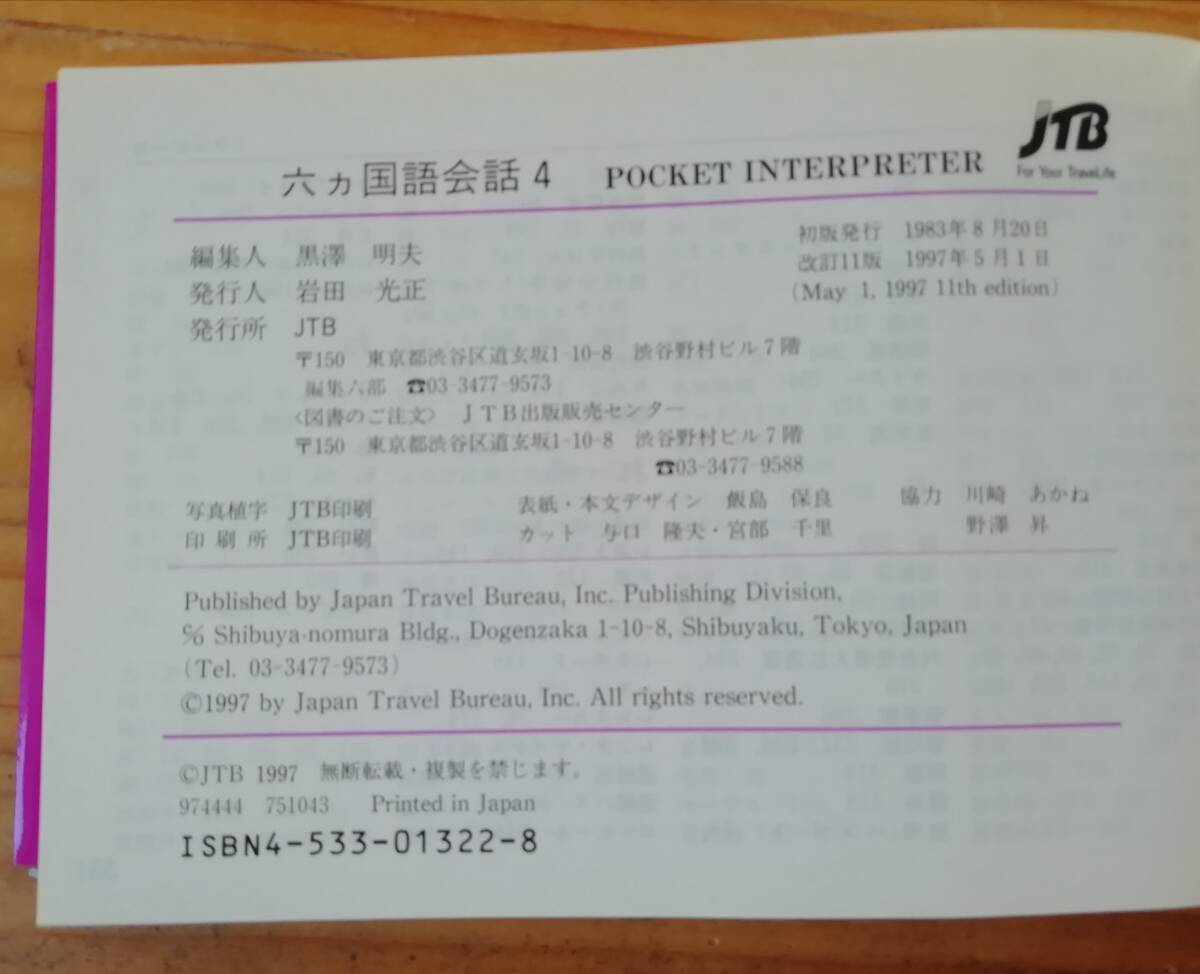 六ヵ国語会話4 POCKET INTERPRETER
JTB
For Your TraveLife
編集人 黒澤 明夫
発行人 岩田 光正
発行所 JTB
初版発行 1983年8月20日
改訂11版 1997年5月1日
(May 1, 1997 11th edition)
〒150 東京都渋谷区道玄坂1-10-8 渋谷野村ビル7階
編集六部 ☎03-3477-9573
〈図書のご注文〉 JTB出版販売センター
〒150 東京都渋谷区道玄坂1-10-8 渋谷野村ビル7階
☎03-3477-9588
写真植字 JTB印刷 表紙・本文デザイン 飯島 保良 協力 川崎 あかね
印刷所 JTB印刷 カット 与口 隆夫・宮部 千里 野澤 昇
Published by Japan Travel Bureau, Inc. Publishing Division,
℅ Shibuya-nomura Bldg., Dogenzaka 1-10-8, Shibuyaku, Tokyo, Japan
(Tel. 03-3477-9573)
©1997 by Japan Travel Bureau, Inc. All rights reserved.
©JTB 1997 無断転載・複製を禁じます。
974444 751043 Printed in Japan
ISBN4-533-01322-8